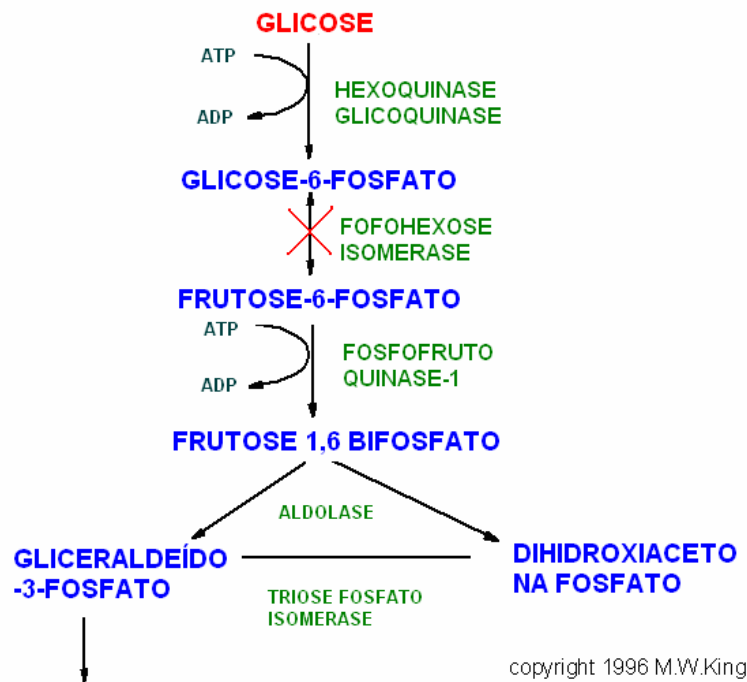 GLICOSE
ATP
ADP
HEXOQUINASE
GLICOQUINASE
GLICOSE-6-FOSFATO
FOFOHEXOSE
ISOMERASE
FRUTOSE-6-FOSFATO
ATP
ADP
FOSFOFRUTO
QUINASE-1
FRUTOSE 1,6 BIFOSFATO
ALDOLASE
GLICERALDEÍDO
-3-FOSFATO
DIHIDROXIACETO
NA FOSFATO
TRIOSE FOSFATO
ISOMERASE
copyright 1996 M.W.King